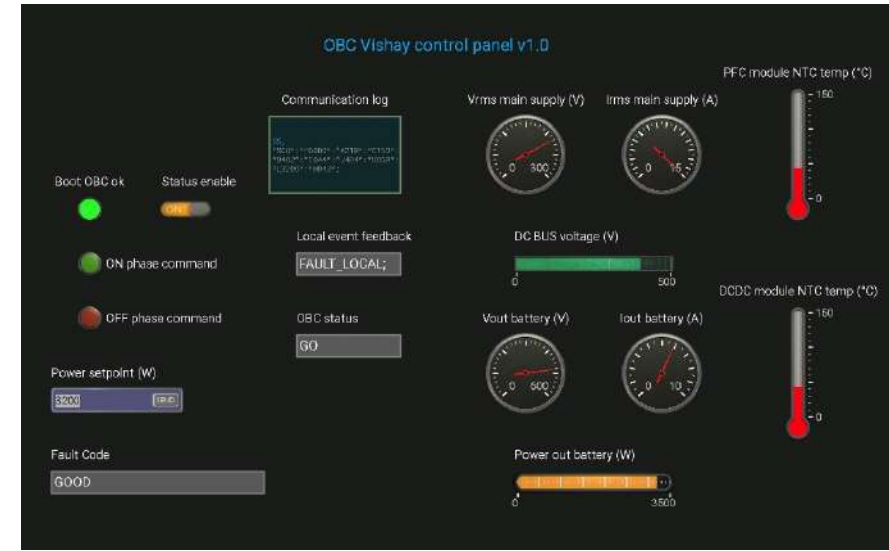 OBC Vishay control panel v1.0
PFC module NTC temp (°C)
150
0
Communication log
Vrms main supply (V)
Irms main supply (A)
0 300
0 15
Boot OBC ok
Status enable
ON
Local event feedback
FAULT_LOCAL;
DC BUS voltage (V)
0
500
ON phase command
DCDC module NTC temp (°C)
150
0
OFF phase command
OBC status
GO
Vout battery (V)
Iout battery (A)
0 600
0 10
Power setpoint (W)
3200
Fault Code
GOOD
Power out battery (W)
0
3500